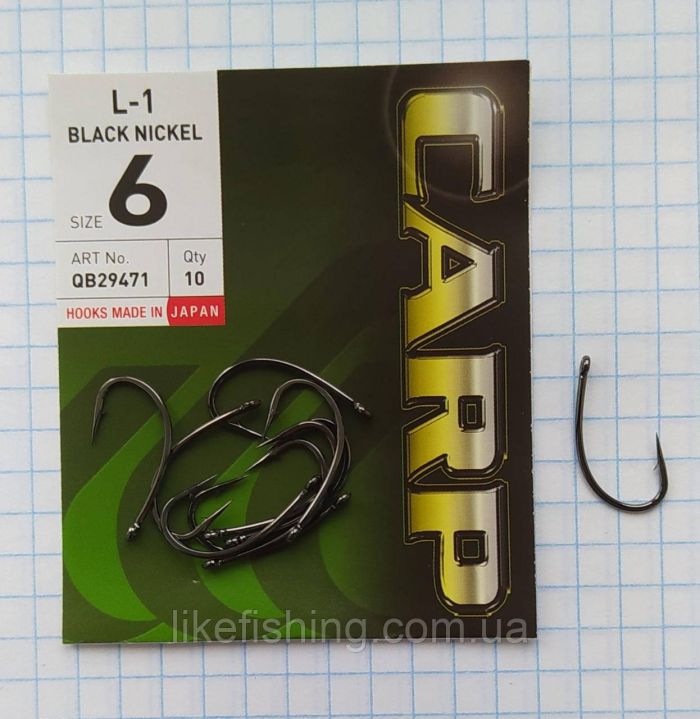 L-1
BLACK NICKEL
SIZE 6
ART No. Qty
QB29471 10
HOOKS MADE IN JAPAN
CARP
likefishing.com.ua